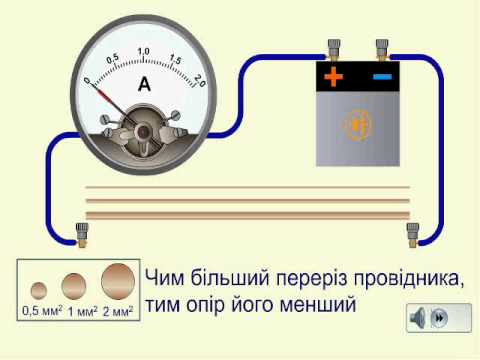 0 0,5 1,0 1,5 2,0
A
+ −
0,5 мм² 1 мм² 2 мм²
Чим більший переріз провідника,
тим опір його менший